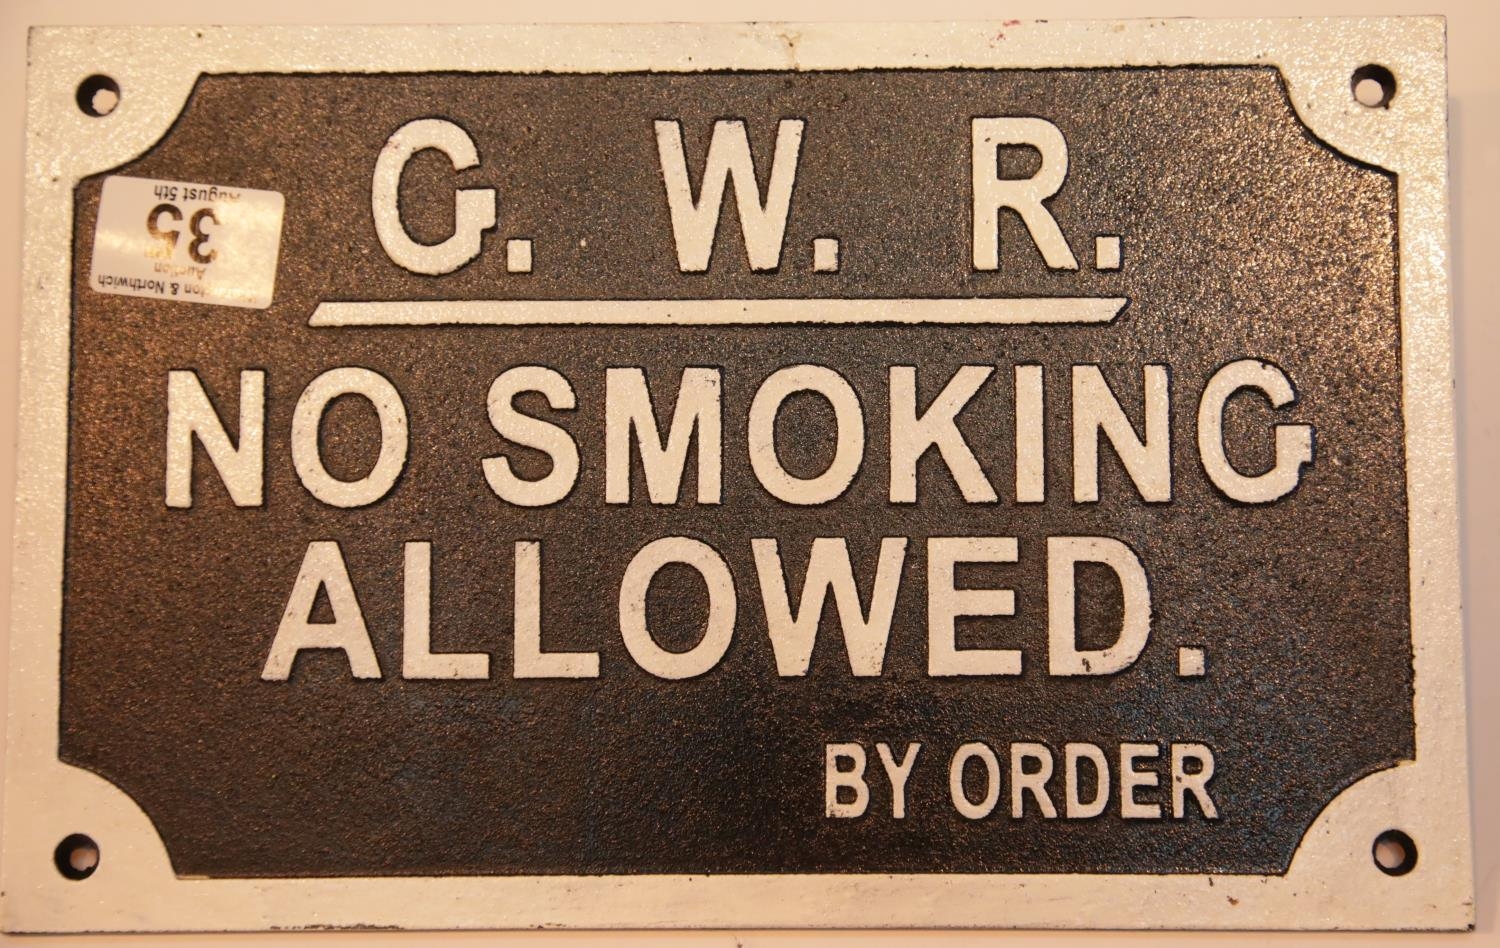 G. W. R.
NO SMOKING
ALLOWED.
BY ORDER
& Northwich
Auction
35
August 5th